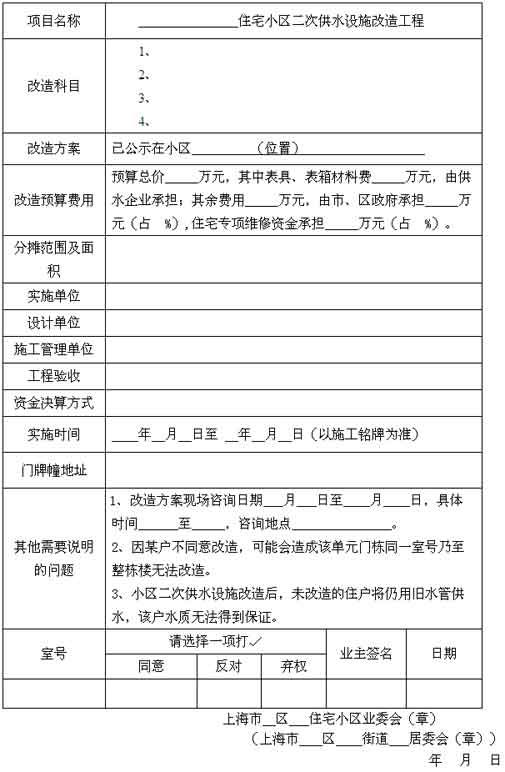 项目名称
_______________住宅小区二次供水设施改造工程
改造科目
1、
2、
3、
4、
改造方案
已公示在小区__________（位置）___________________
改造预算费用
预算总价_____万元，其中表具、表箱材料费_____万元，由供
水企业承担；其余费用_____万元，由市、区政府承担_____万
元（占　%）,住宅专项维修资金承担_____万元（占　%）。
分摊范围及面
积
实施单位
设计单位
施工管理单位
工程验收
资金决算方式
实施时间
____年__月__日至 __年__月__日（以施工铭牌为准）
门牌幢地址
其他需要说明
的问题
1、改造方案现场咨询日期___月___日至____月____日，具体
时间______至_____，咨询地点_______________。
2、因某户不同意改造，可能会造成该单元门栋同一室号乃至
整栋楼无法改造。
3、小区二次供水设施改造后，未改造的住户将仍用旧水管供
水，该户水质无法得到保证。
室号
请选择一项打✓
业主签名
日期
同意
反对
弃权
上海市__区___住宅小区业委会（章）
（上海市___区____街道___居委会（章））
年　月　日